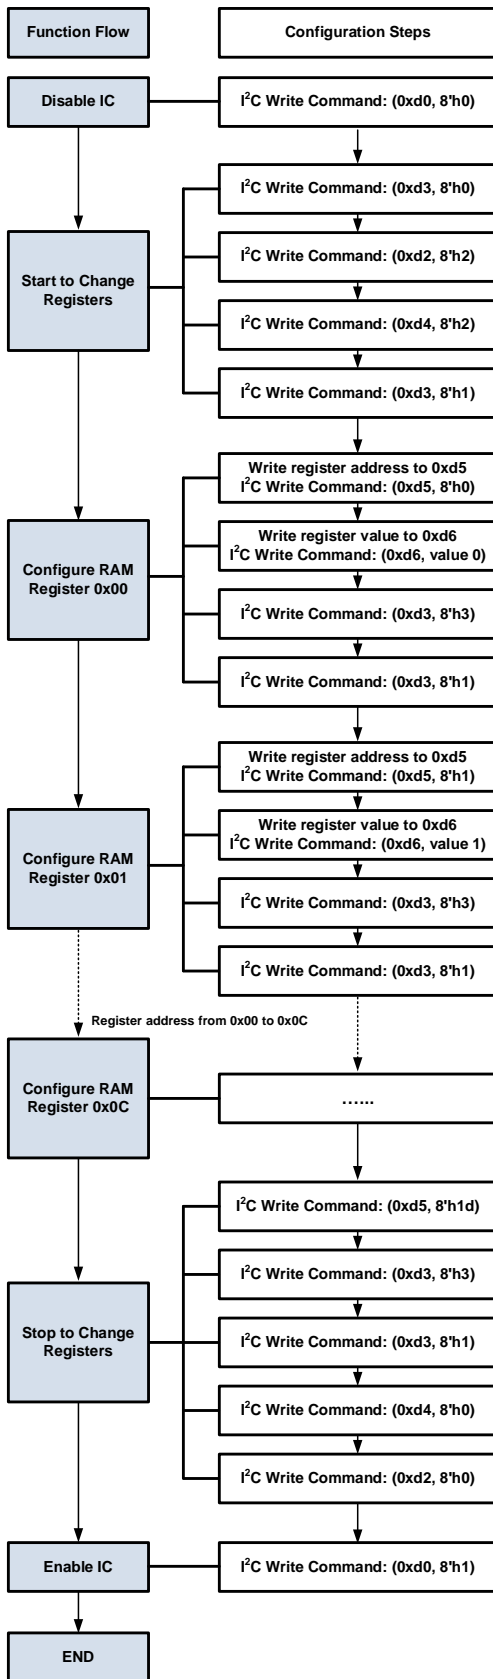 Function Flow
Configuration Steps
Disable IC
I²C Write Command: (0xd0, 8'h0)
Start to Change
Registers
I²C Write Command: (0xd3, 8'h0)
I²C Write Command: (0xd2, 8'h2)
I²C Write Command: (0xd4, 8'h2)
I²C Write Command: (0xd3, 8'h1)
Configure RAM
Register 0x00
Write register address to 0xd5
I²C Write Command: (0xd5, 8'h0)
Write register value to 0xd6
I²C Write Command: (0xd6, value 0)
I²C Write Command: (0xd3, 8'h3)
I²C Write Command: (0xd3, 8'h1)
Configure RAM
Register 0x01
Write register address to 0xd5
I²C Write Command: (0xd5, 8'h1)
Write register value to 0xd6
I²C Write Command: (0xd6, value 1)
I²C Write Command: (0xd3, 8'h3)
I²C Write Command: (0xd3, 8'h1)
Register address from 0x00 to 0x0C
Configure RAM
Register 0x0C
…...
Stop to Change
Registers
I²C Write Command: (0xd5, 8'h1d)
I²C Write Command: (0xd3, 8'h3)
I²C Write Command: (0xd3, 8'h1)
I²C Write Command: (0xd4, 8'h0)
I²C Write Command: (0xd2, 8'h0)
Enable IC
I²C Write Command: (0xd0, 8'h1)
END